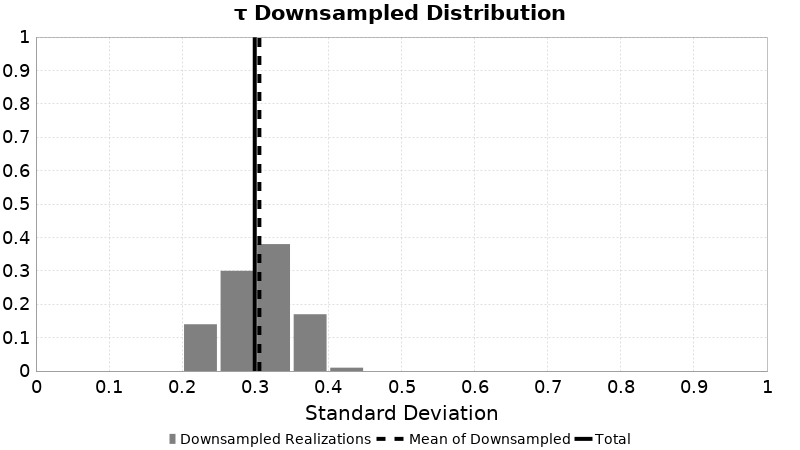 τ Downsampled Distribution
1
0.9
0.8
0.7
0.6
0.5
0.4
0.3
0.2
0.1
0
0 0.1 0.2 0.3 0.4 0.5 0.6 0.7 0.8 0.9 1
Standard Deviation
Downsampled Realizations Mean of Downsampled Total